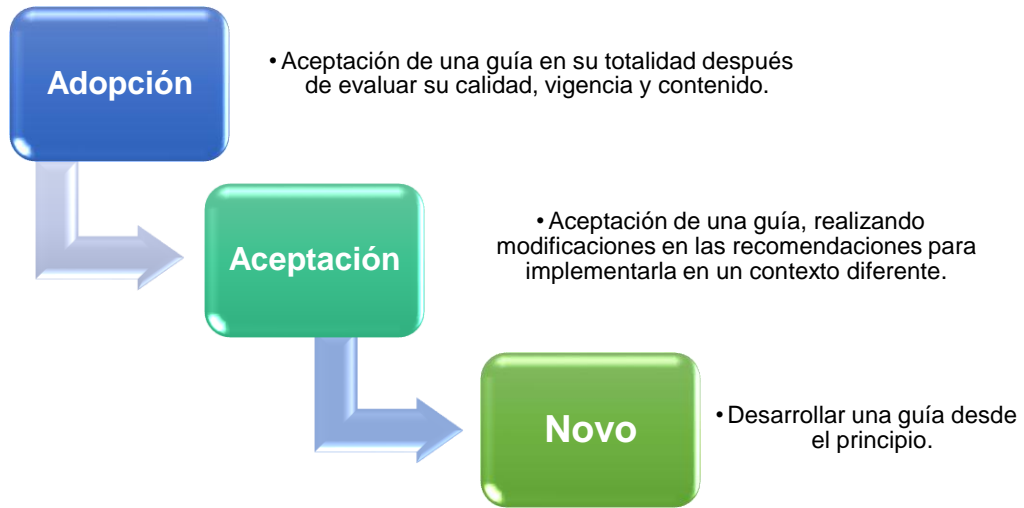 Adopción
• Aceptación de una guía en su totalidad después
de evaluar su calidad, vigencia y contenido.
Aceptación
• Aceptación de una guía, realizando
modificaciones en las recomendaciones para
implementarla en un contexto diferente.
Novo
• Desarrollar una guía desde
el principio.